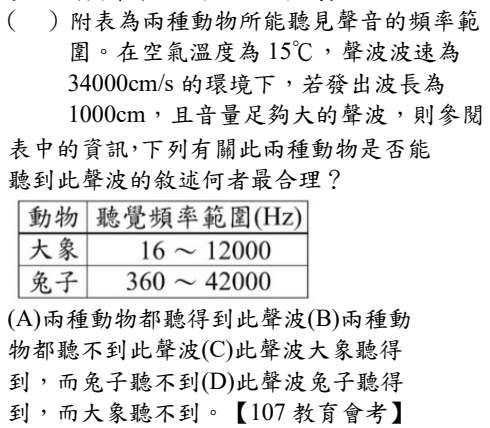 (　)附表為兩種動物所能聽見聲音的頻率範
圍。在空氣溫度為 15℃，聲波波速為
34000cm/s 的環境下，若發出波長為
1000cm，且音量足夠大的聲波，則參閱
表中的資訊，下列有關此兩種動物是否能
聽到此聲波的敘述何者最合理？
動物 聽覺頻率範圍(Hz)
大象 16 ～ 12000
兔子 360 ～ 42000
(A)兩種動物都聽得到此聲波(B)兩種動
物都聽不到此聲波(C)此聲波大象聽得
到，而兔子聽不到(D)此聲波兔子聽得
到，而大象聽不到。【107 教育會考】